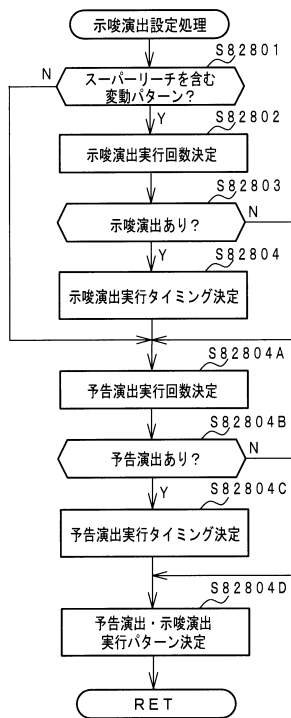 示唆演出設定処理
S82801
N
スーパーリーチを含む
変動パターン？
Y
S82802
示唆演出実行回数決定
S82803
示唆演出あり？
N
Y
S82804
示唆演出実行タイミング決定
S82804A
予告演出実行回数決定
S82804B
予告演出あり？
N
Y
S82804C
予告演出実行タイミング決定
S82804D
予告演出・示唆演出
実行パターン決定
RET